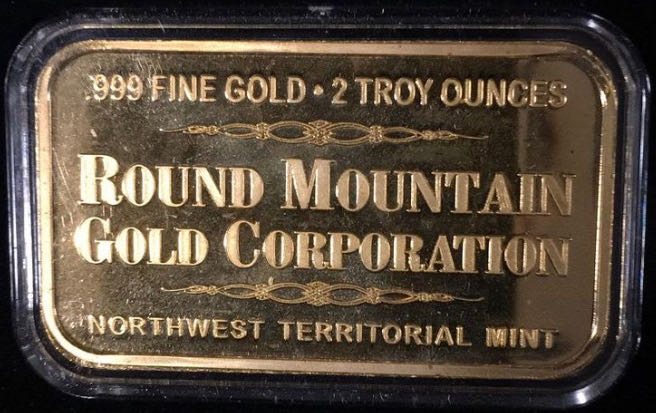 .999 FINE GOLD • 2 TROY OUNCES
ROUND MOUNTAIN
GOLD CORPORATION
NORTHWEST TERRITORIAL MINT